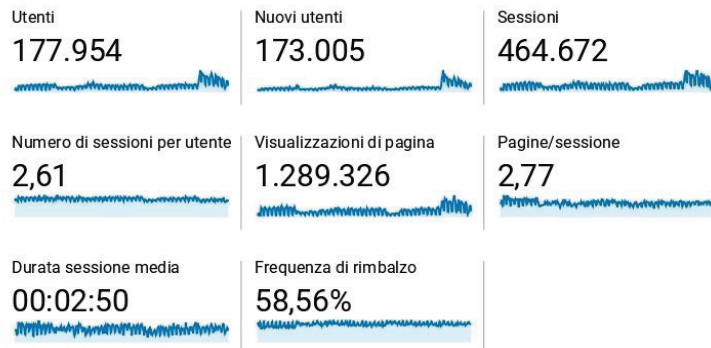 Utenti
177.954
Nuovi utenti
173.005
Sessioni
464.672
Numero di sessioni per utente
2,61
Visualizzazioni di pagina
1.289.326
Pagine/sessione
2,77
Durata sessione media
00:02:50
Frequenza di rimbalzo
58,56%